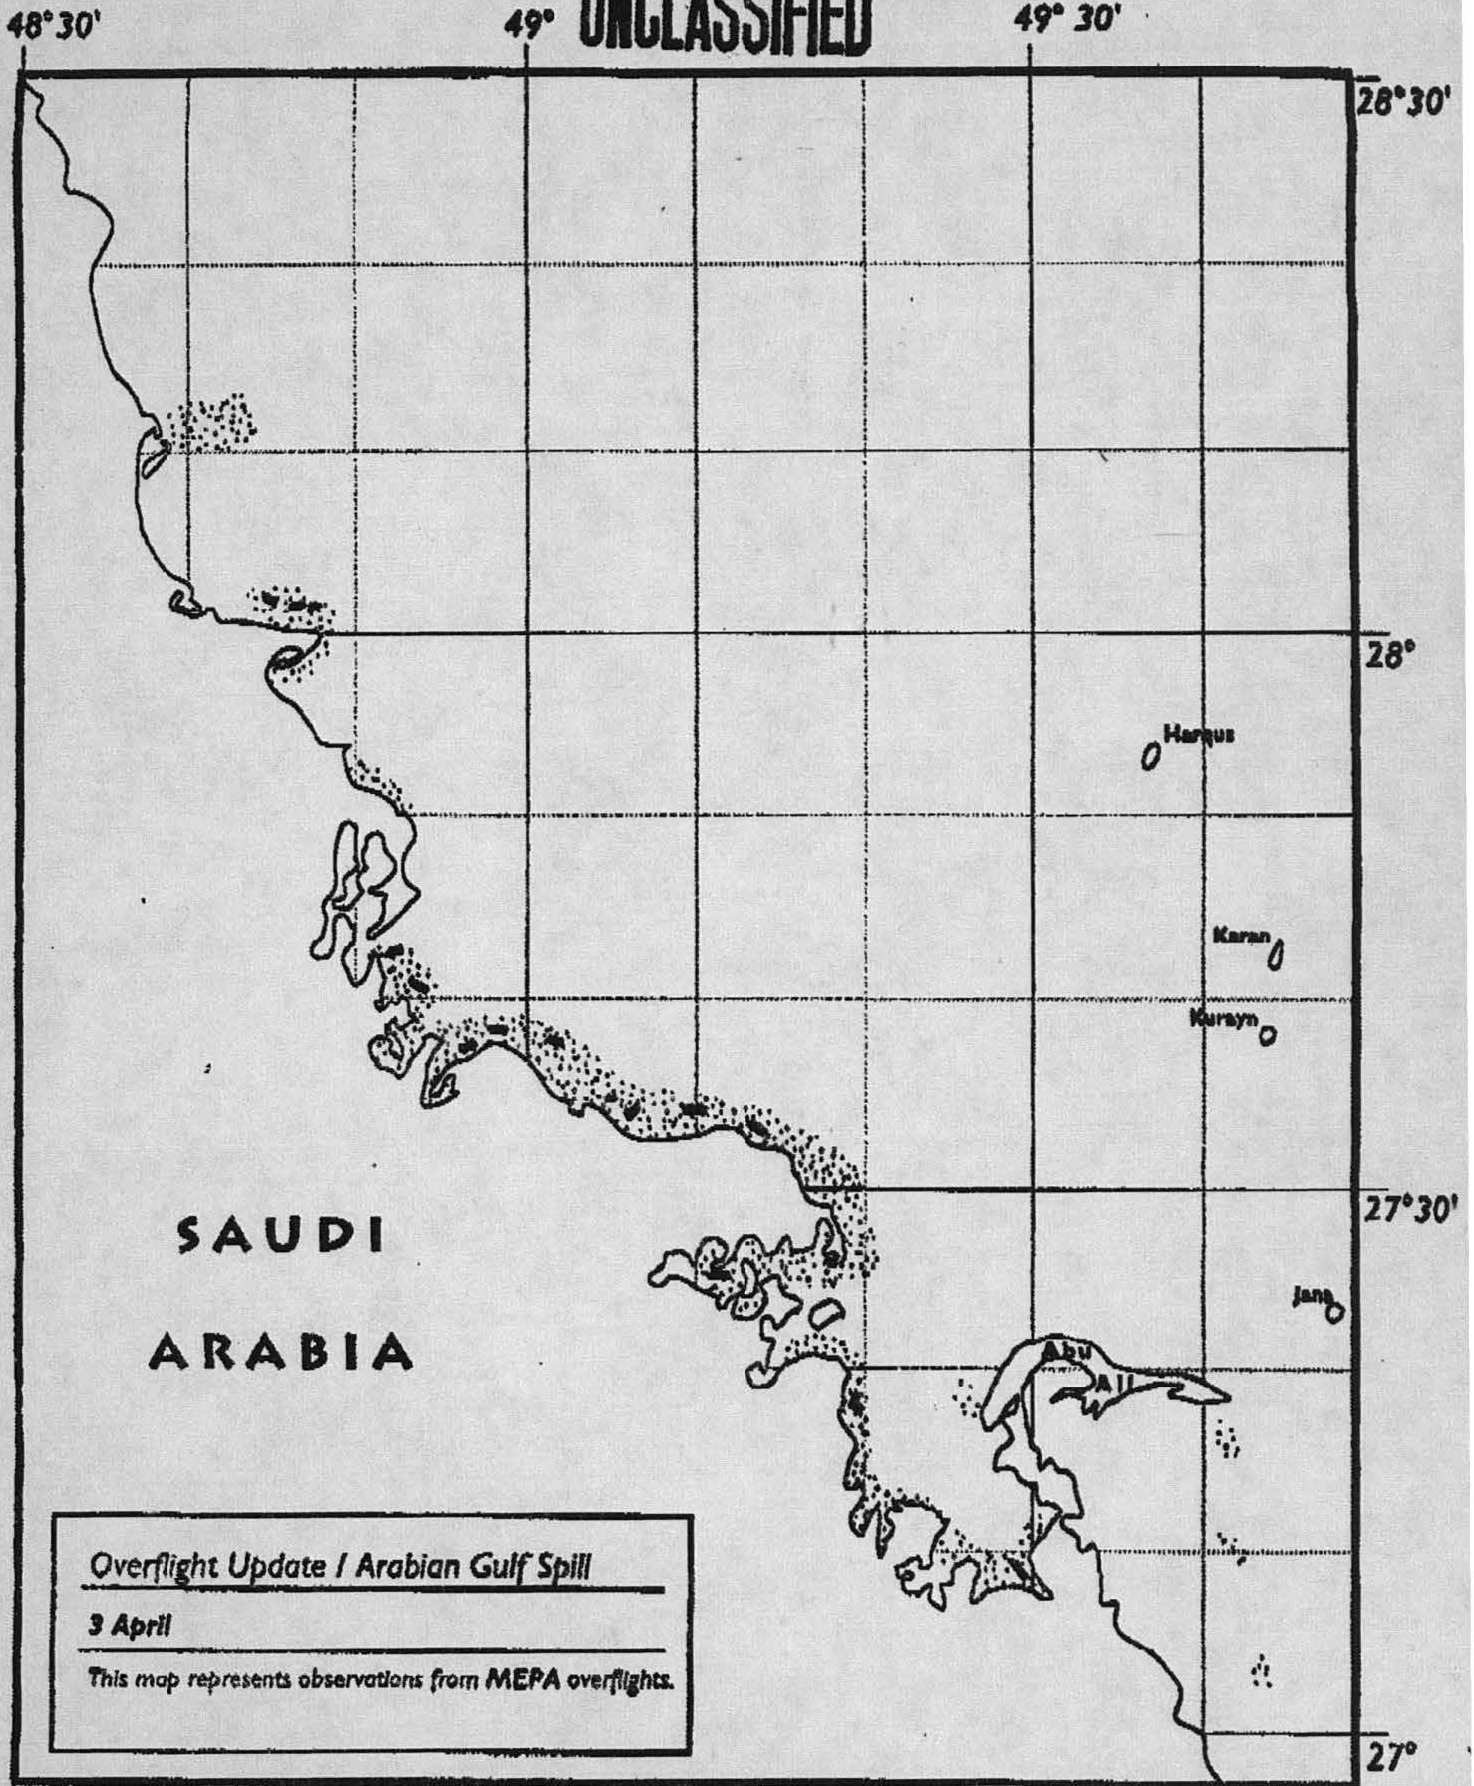 UNCLASSIFIED
48°30'
49°
49°30'
28°30'
28°
Harqus
Karan
Kurayn
27°30'
SAUDI
ARABIA
Jana
Abu
Ali
Overflight Update / Arabian Gulf Spill
3 April
This map represents observations from MEPA overflights.
27°